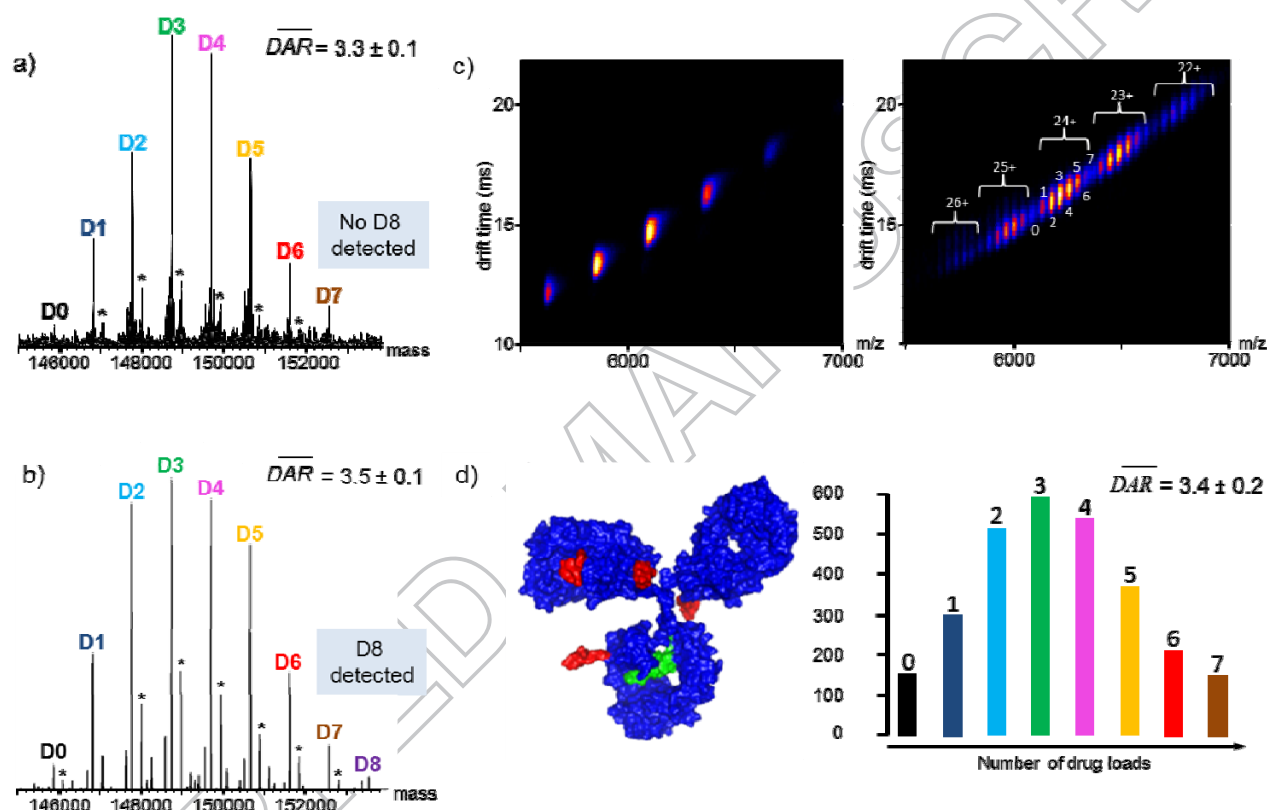 a)
D0
D1
D2
D3
D4
D5
D6
D7
DAR = 3.3 ± 0.1
No D8
detected
*
*
*
*
*
*
146000 148000 150000 152000
mass
c)
20
15
10
drift time (ms)
6000
7000
m/z
20
15
drift time (ms)
26+
25+
24+
23+
22+
0
1
2
3
4
5
6
7
6000
7000
m/z
b)
D0
D1
D2
D3
D4
D5
D6
D7
D8
DAR = 3.5 ± 0.1
D8
detected
*
*
*
*
*
*
*
146000 148000 150000 152000
mass
d)
DAR = 3.4 ± 0.2
600
500
400
300
200
100
0
0
1
2
3
4
5
6
7
Number of drug loads